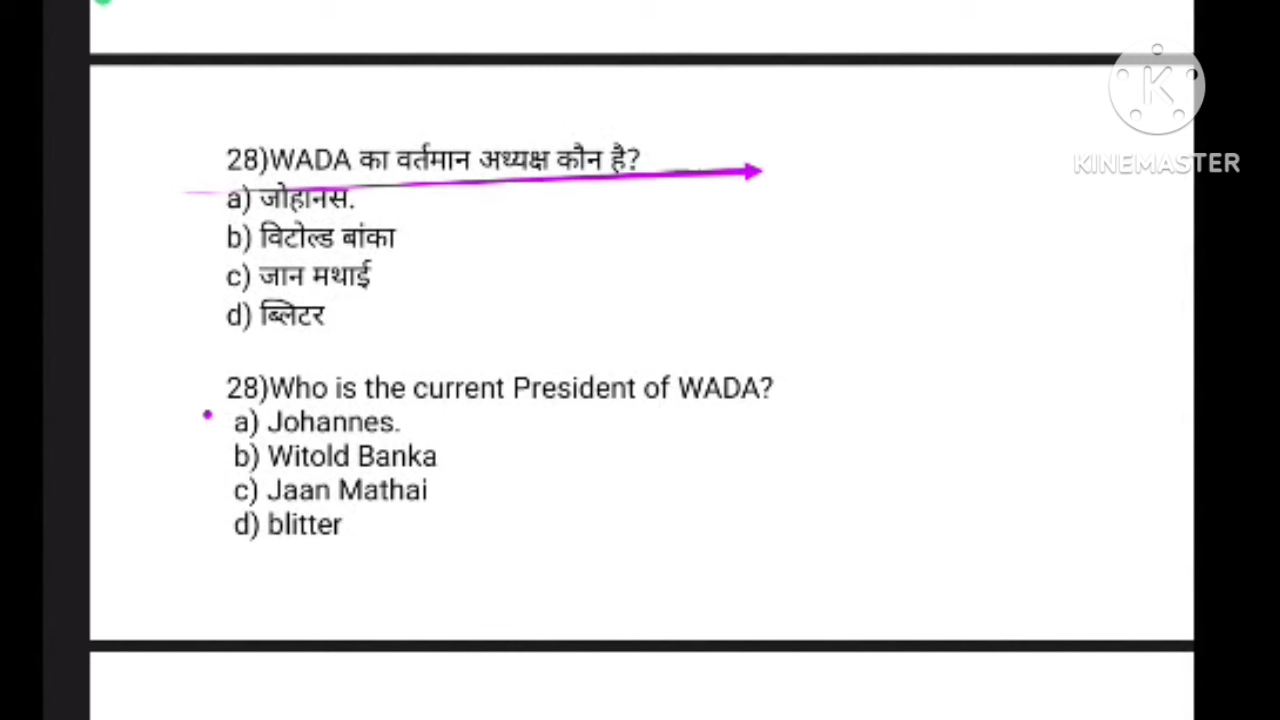 KINEMASTER
28)WADA का वर्तमान अध्यक्ष कौन है?
a) जोहानस.
b) विटोल्ड बांका
c) जान मथाई
d) ब्लिटर
28)Who is the current President of WADA?
a) Johannes.
b) Witold Banka
c) Jaan Mathai
d) blitter